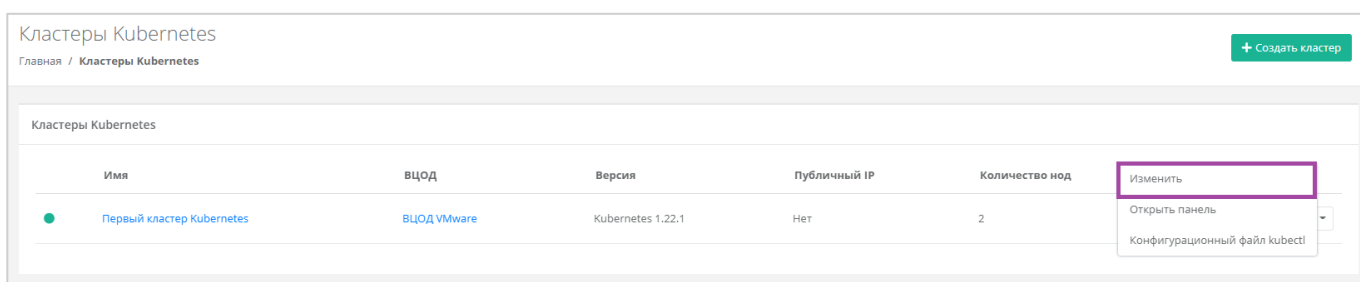 Кластеры Kubernetes
+ Создать кластер
Главная / Кластеры Kubernetes
Кластеры Kubernetes
Имя ВЦОД Версия Публичный IP Количество нод
Изменить
Первый кластер Kubernetes ВЦОД VMware Kubernetes 1.22.1 Нет 2
Открыть панель
Конфигурационный файл kubectl